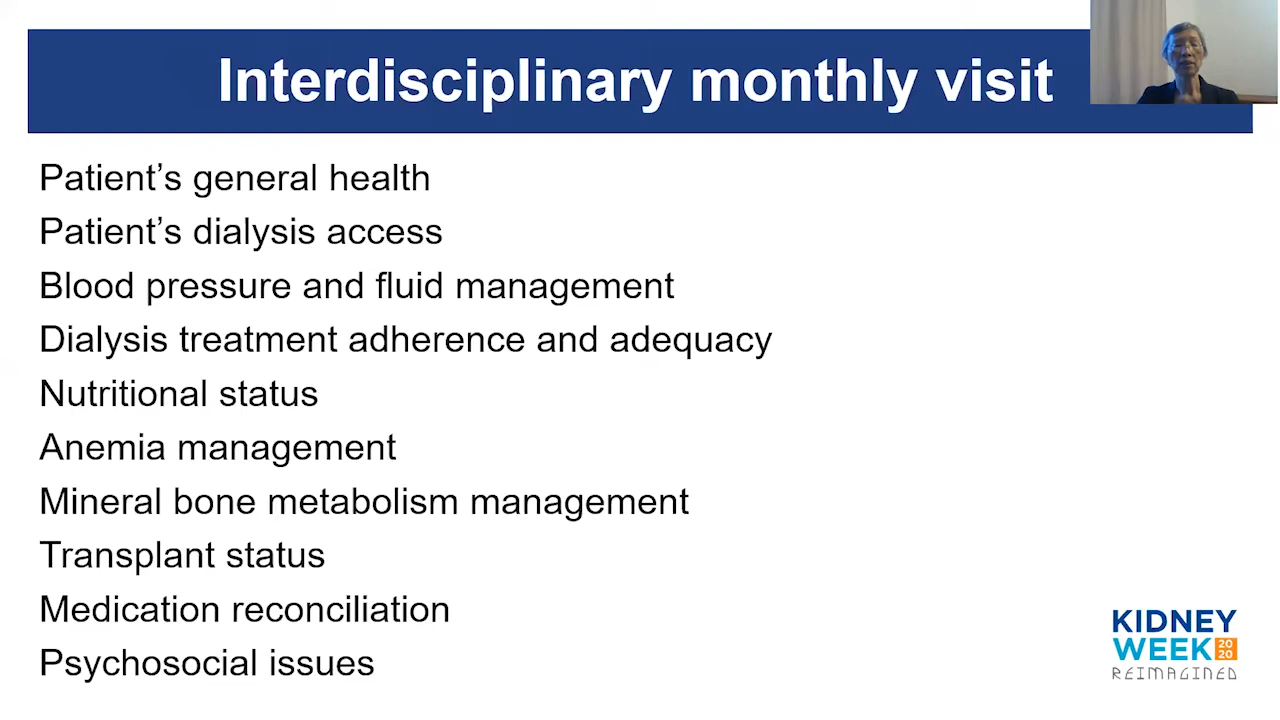 Interdisciplinary monthly visit
Patient’s general health
Patient’s dialysis access
Blood pressure and fluid management
Dialysis treatment adherence and adequacy
Nutritional status
Anemia management
Mineral bone metabolism management
Transplant status
Medication reconciliation
Psychosocial issues
KIDNEY
WEEK 2020
REIMAGINED